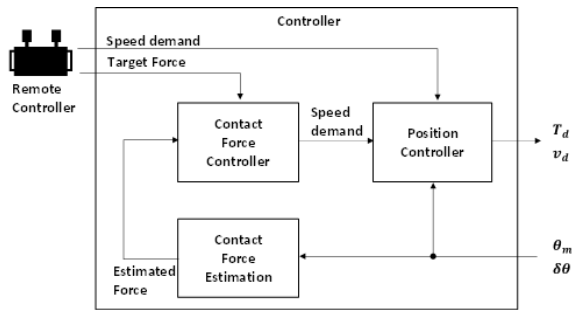 Controller
Speed demand
Target Force
Remote
Controller
Contact
Force
Controller
Speed
demand
Position
Controller
T_d
v_d
Contact
Force
Estimation
Estimated
Force
θ_m
δθ